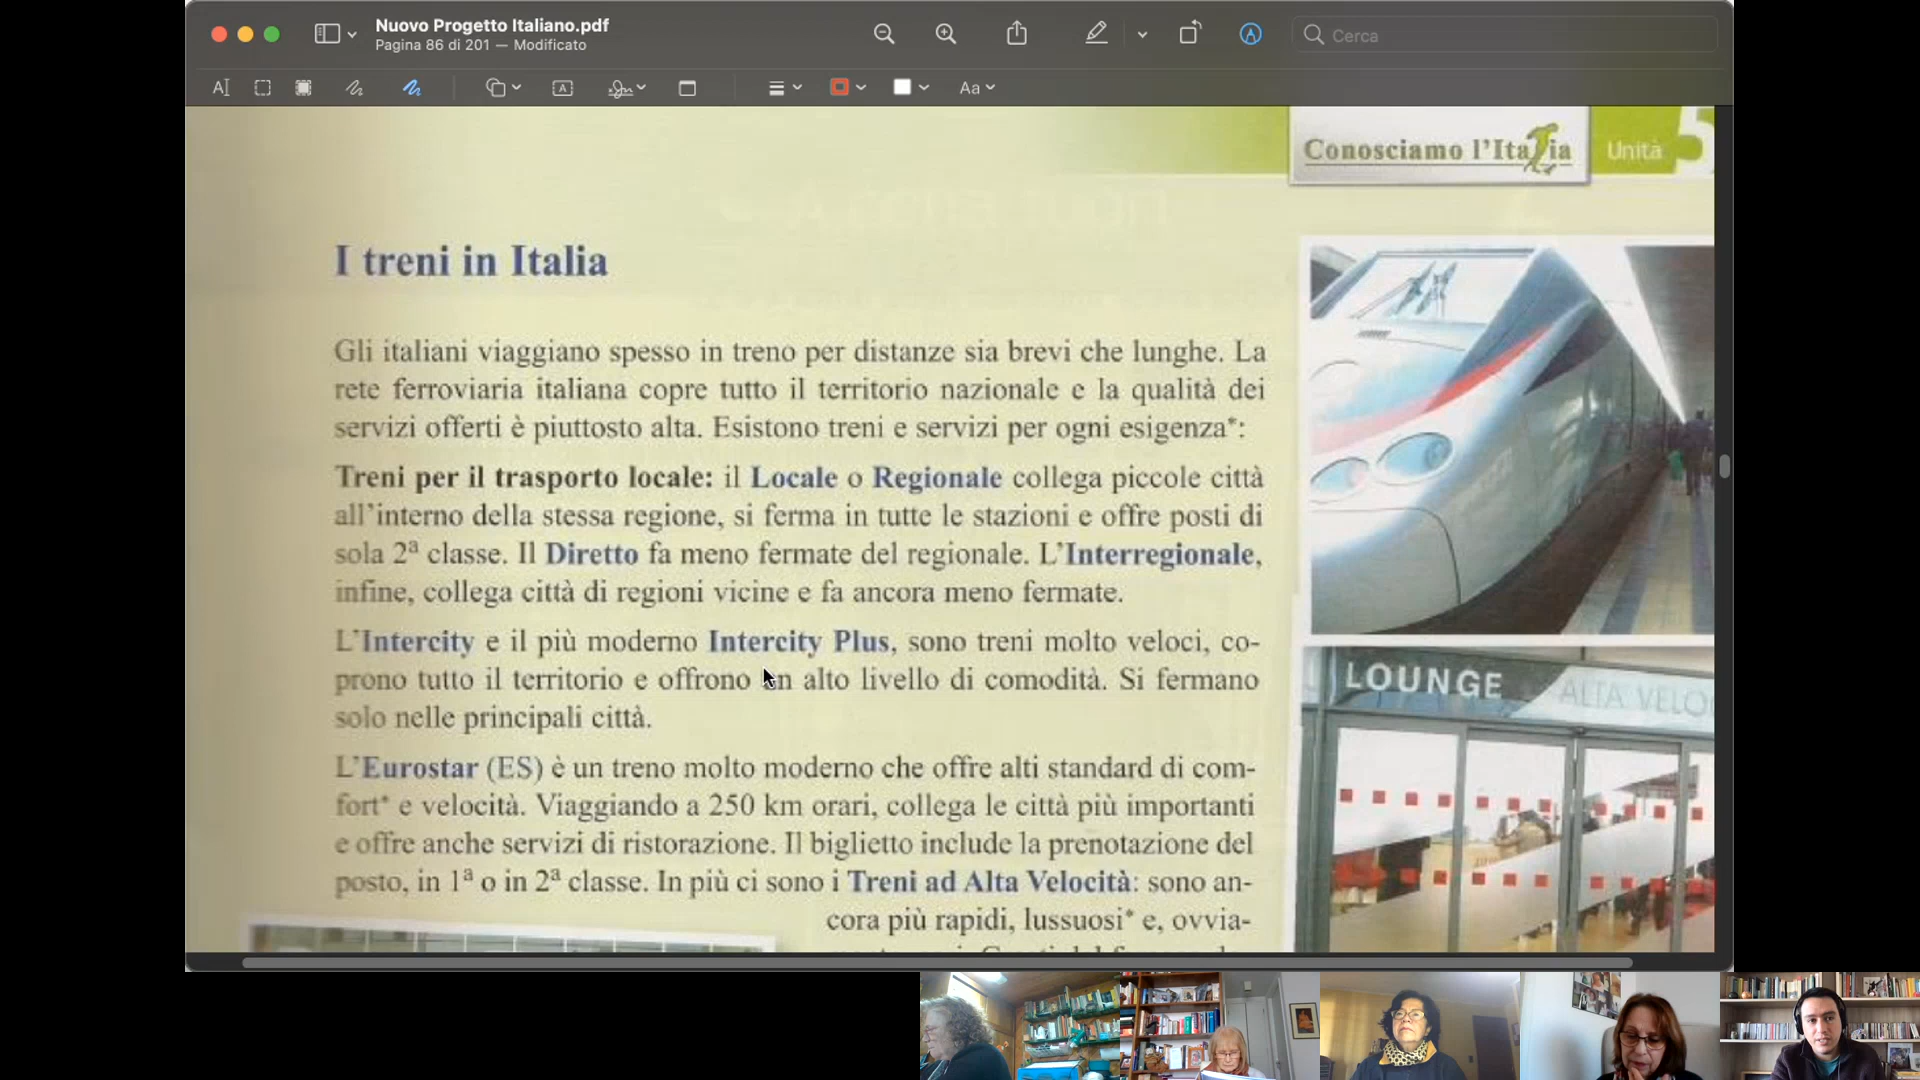 Nuovo Progetto Italiano.pdf
Pagina 86 di 201 — Modificato
Cerca
Aa
Conosciamo l'Italia
Unità 5
I treni in Italia
Gli italiani viaggiano spesso in treno per distanze sia brevi che lunghe. La
rete ferroviaria italiana copre tutto il territorio nazionale e la qualità dei
servizi offerti è piuttosto alta. Esistono treni e servizi per ogni esigenza*:
Treni per il trasporto locale: il Locale o Regionale collega piccole città
all'interno della stessa regione, si ferma in tutte le stazioni e offre posti di
sola 2ª classe. Il Diretto fa meno fermate del regionale. L'Interregionale,
infine, collega città di regioni vicine e fa ancora meno fermate.
L'Intercity e il più moderno Intercity Plus, sono treni molto veloci, co-
prono tutto il territorio e offrono un alto livello di comodità. Si fermano
solo nelle principali città.
L'Eurostar (ES) è un treno molto moderno che offre alti standard di com-
fort* e velocità. Viaggiando a 250 km orari, collega le città più importanti
e offre anche servizi di ristorazione. Il biglietto include la prenotazione del
posto, in 1ª o in 2ª classe. In più ci sono i Treni ad Alta Velocità: sono an-
cora più rapidi, lussuosi* e, ovvia-
LOUNGE
ALTA VELO